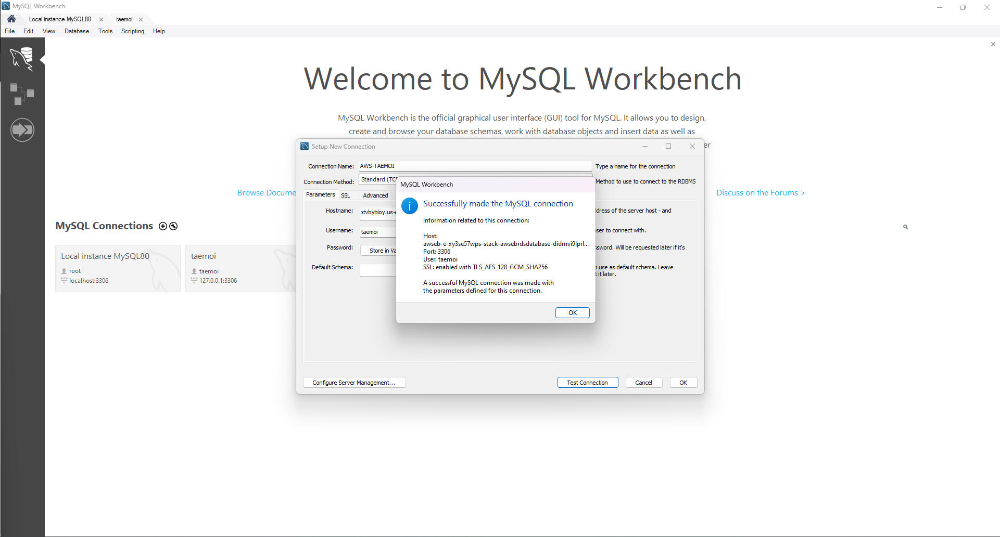 MySQL Workbench
Local instance MySQL80
taemoi
File Edit View Database Tools Scripting Help
Welcome to MySQL Workbench
MySQL Workbench is the official graphical user interface (GUI) tool for MySQL. It allows you to design,
create and browse your database schemas, work with database objects and insert data as well as
er
Browse Docume
Discuss on the Forums >
MySQL Connections
Local instance MySQL80
root
localhost:3306
taemoi
taemoi
127.0.0.1:3306
Setup New Connection
Connection Name: AWS-TAEMOI Type a name for the connection
Connection Method: Standard (TC Method to use to connect to the RDBMS
Parameters SSL Advanced
Hostname: otvbybloy.us-e dress of the server host - and
Username: taemoi ser to connect with.
Password: Store in Va sword. Will be requested later if it's
Default Schema: use as default schema. Leave
it later.
Configure Server Management... Test Connection Cancel OK
MySQL Workbench
Successfully made the MySQL connection
Information related to this connection:
Host:
awseb-e-xy3se57wps-stack-awsebrdsdatabase-didmvi9lprl...
Port: 3306
User: taemoi
SSL: enabled with TLS_AES_128_GCM_SHA256
A successful MySQL connection was made with
the parameters defined for this connection.
OK